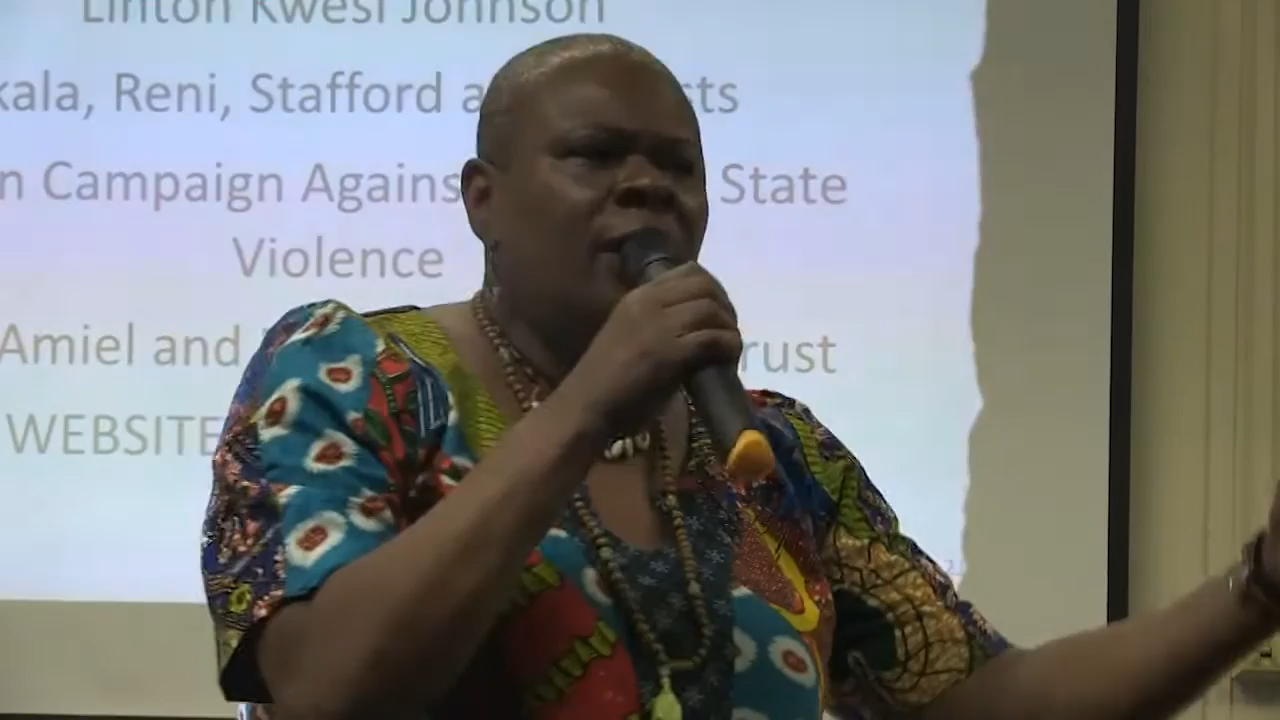 Linton Kwesi Johnson
kala, Reni, Stafford a sts
n Campaign Agains State
Violence
Amiel and rust
WEBSITE